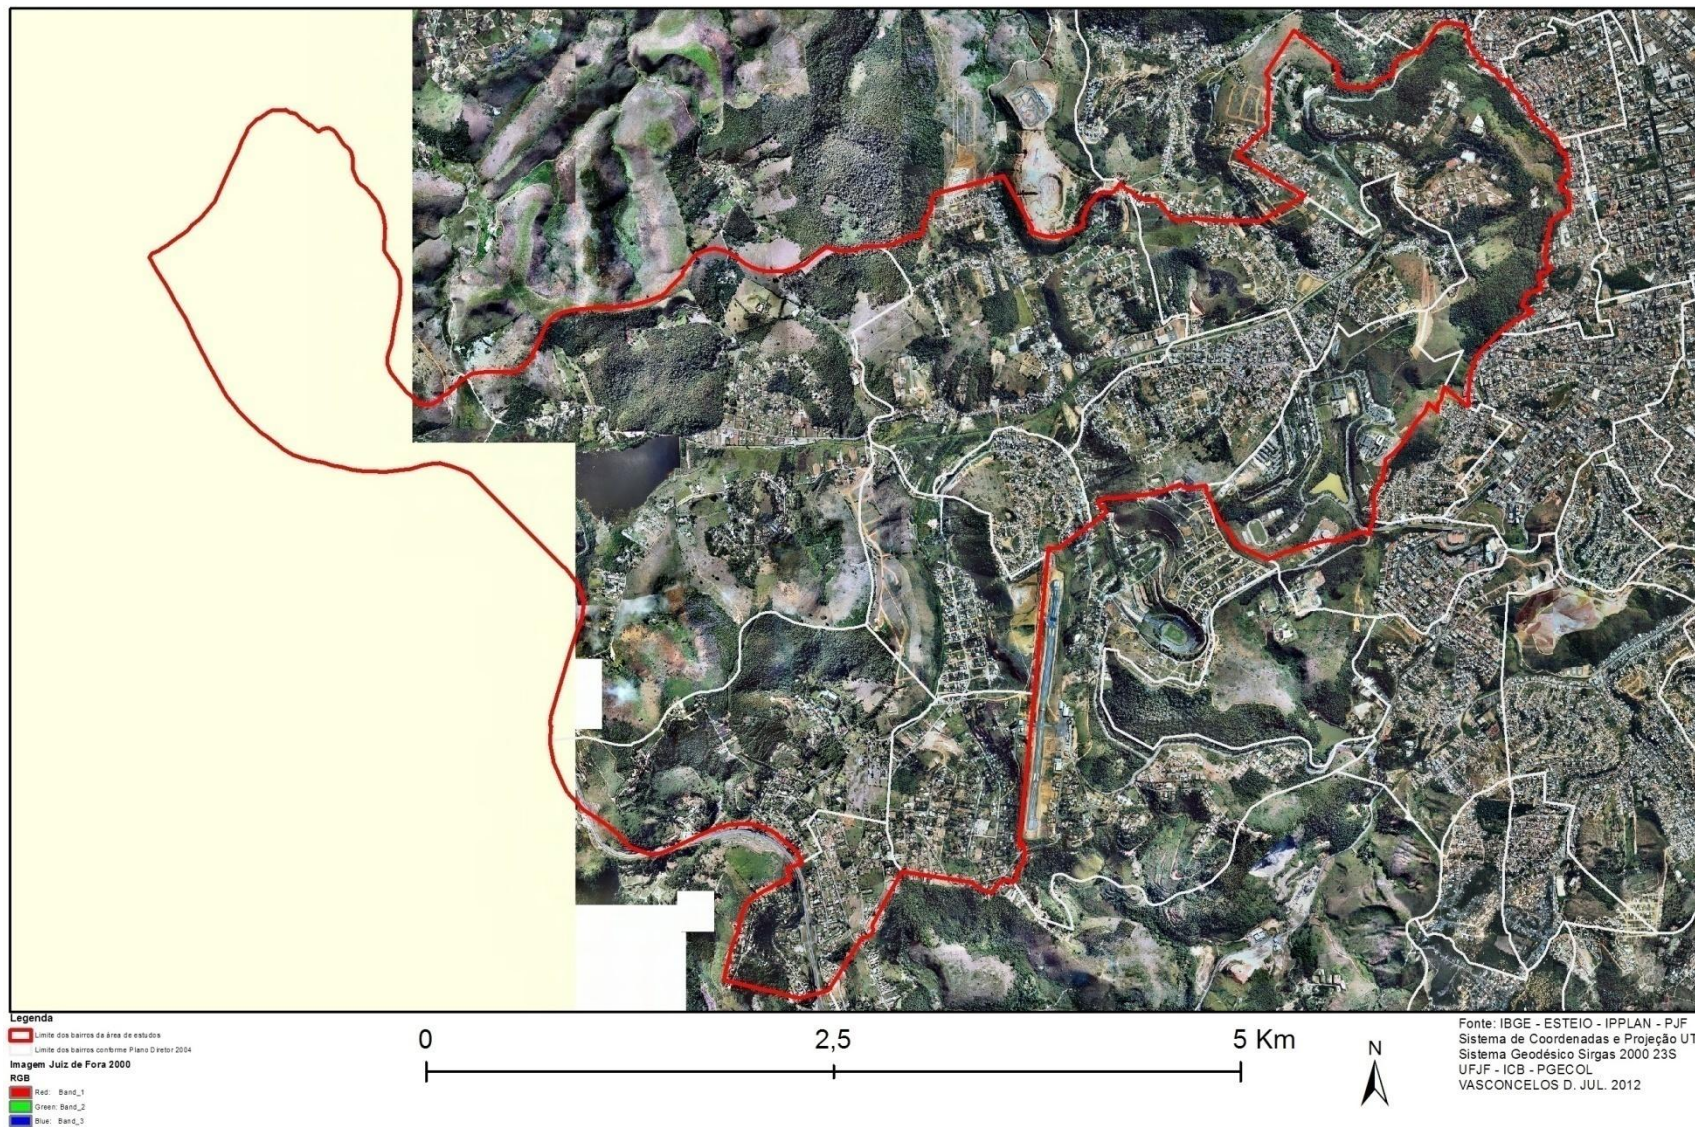 Legenda
Limite dos bairros da área de estudos
Limite dos bairros conforme Plano Diretor 2004
Imagem Juiz de Fora 2000
RGB
Red: Band_1
Green: Band_2
Blue: Band_3
0 2,5 5 Km
N
Fonte: IBGE - ESTEIO - IPPLAN - PJF
Sistema de Coordenadas e Projeção UT
Sistema Geodésico Sirgas 2000 23S
UFJF - ICB - PGECOL
VASCONCELOS D. JUL. 2012